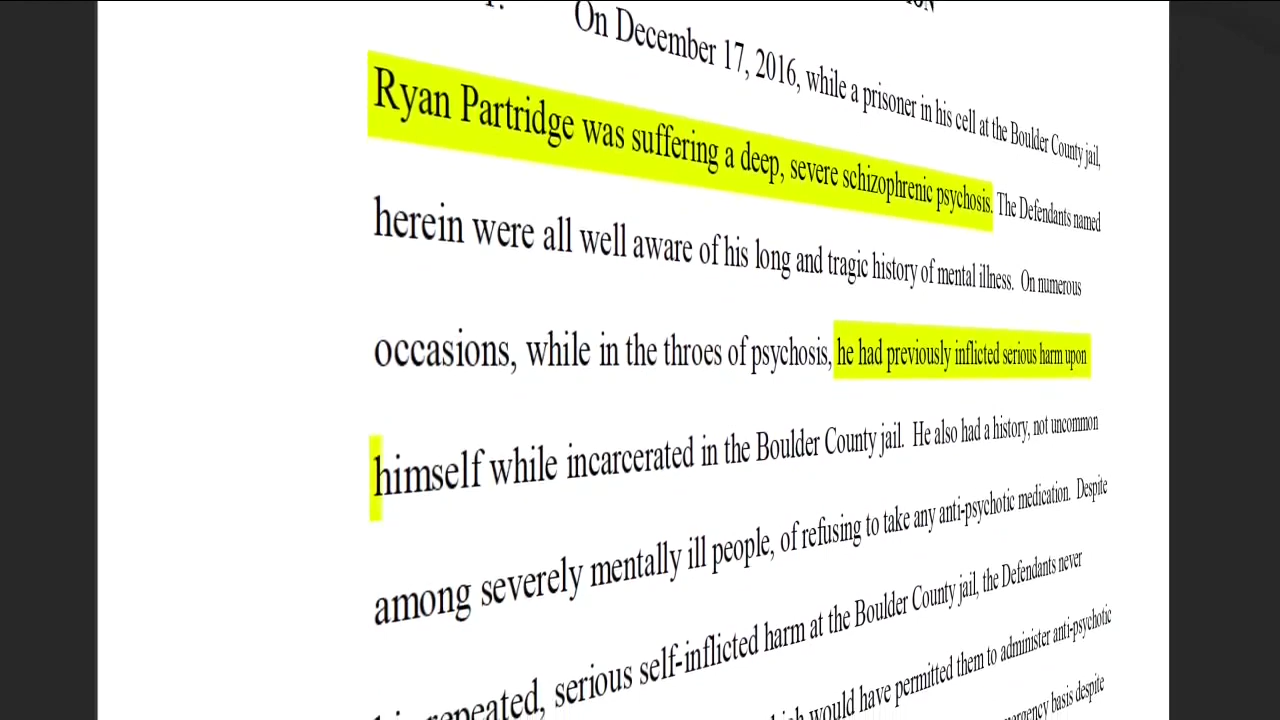 On December 17, 2016, while a prisoner in his cell at the Boulder County jail,
Ryan Partridge was suffering a deep, severe schizophrenic psychosis. The Defendants named
herein were all well aware of his long and tragic history of mental illness. On numerous
occasions, while in the throes of psychosis, he had previously inflicted serious harm upon
himself while incarcerated in the Boulder County jail. He also had a history, not uncommon
among severely mentally ill people, of refusing to take any anti-psychotic medication. Despite
repeated, serious self-inflicted harm at the Boulder County jail, the Defendants never
would have permitted them to administer anti-psychotic
basis despite